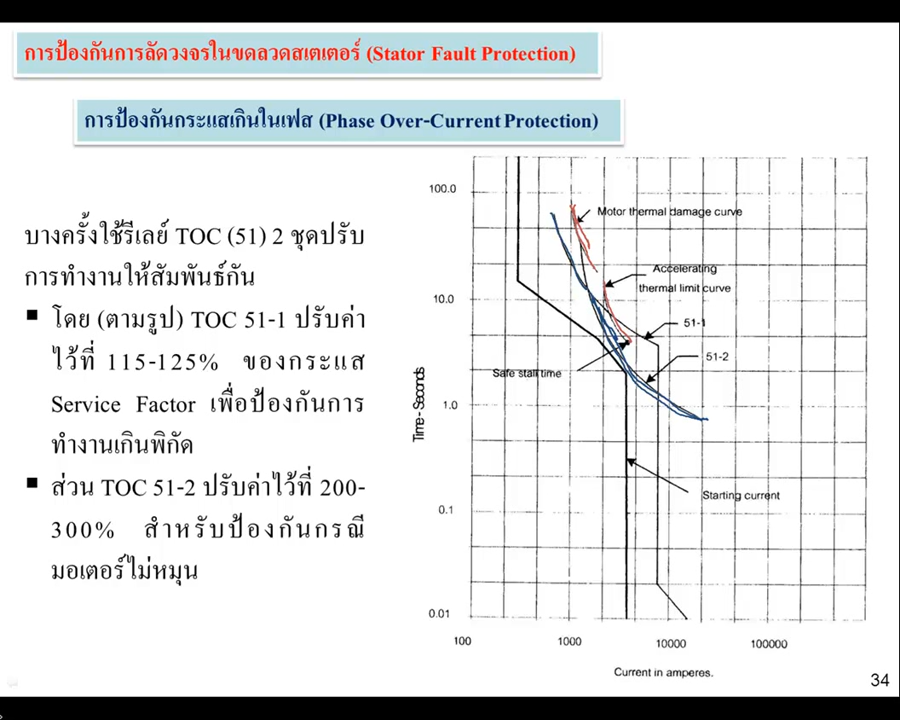 การป้องกันการลัดวงจรในขดลวดสเตเตอร์ (Stator Fault Protection)
การป้องกันกระแสเกินในเฟส (Phase Over-Current Protection)
บางครั้งใช้รีเลย์ TOC (51) 2 ชุดปรับ
การทำงานให้สัมพันธ์กัน
โดย (ตามรูป) TOC 51-1 ปรับค่า
ไว้ที่ 115-125% ของกระแส
Service Factor เพื่อป้องกันการ
ทำงานเกินพิกัด
ส่วน TOC 51-2 ปรับค่าไว้ที่ 200-
300% สำหรับป้องกันกรณี
มอเตอร์ไม่หมุน
100.0
Motor thermal damage curve
Accelerating
thermal limit curve
10.0
51-1
51-2
Safe stall time
Time - Seconds
1.0
Starting current
0.1
0.01
100
1000
10000
100000
Current in amperes.
34